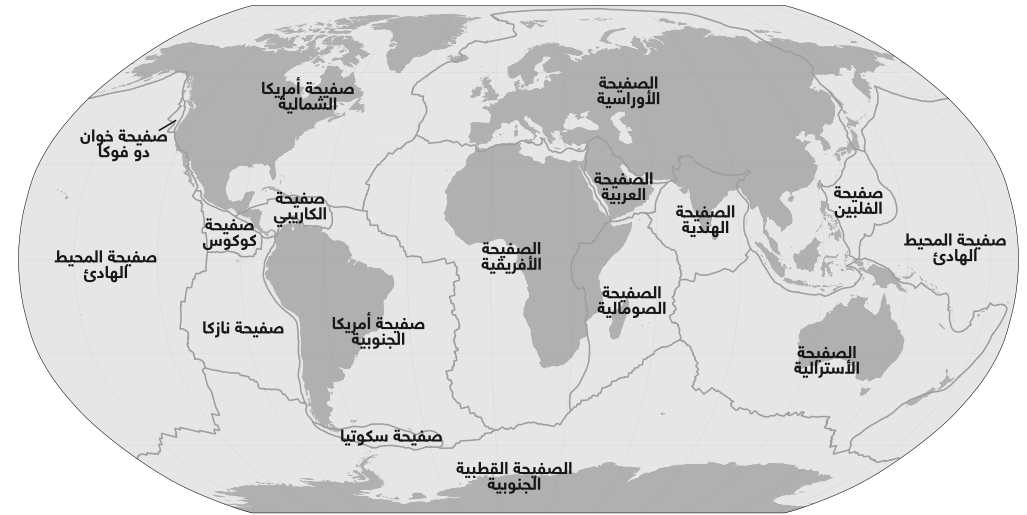 صفيحة أمريكا
الشمالية
الصفيحة
الأوراسية
صفيحة خوان
دو فوكا
صفيحة
الكاريبي
صفيحة
كوكوس
الصفيحة
العربية
الصفيحة
الهندية
صفيحة
الفلبين
صفيحة المحيط
الهادئ
الصفيحة
الأفريقية
صفيحة المحيط
الهادئ
الصفيحة
الصومالية
صفيحة نازكا
صفيحة أمريكا
الجنوبية
الصفيحة
الأسترالية
صفيحة سكوتيا
الصفيحة القطبية
الجنوبية